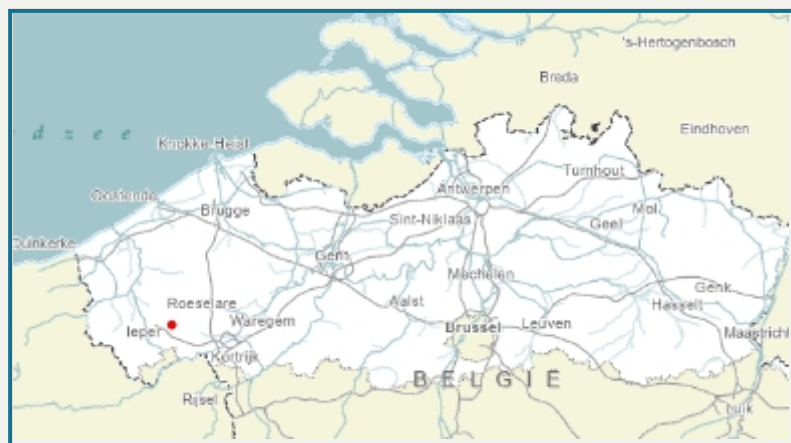 's-Hertogenbosch
Breda
dzee
Eindhoven
Knokke-Heist
Turnhout
Oostende
Antwerpen
Mol
Brugge
Sint-Niklaas
Geel
Duinkerke
Gent
Mechelen
Genk
Roeselare
Aalst
Hasselt
Ieper
Waregem
Brussel
Leuven
Maastricht
Kortrijk
BELGIË
Rijsel
Luik